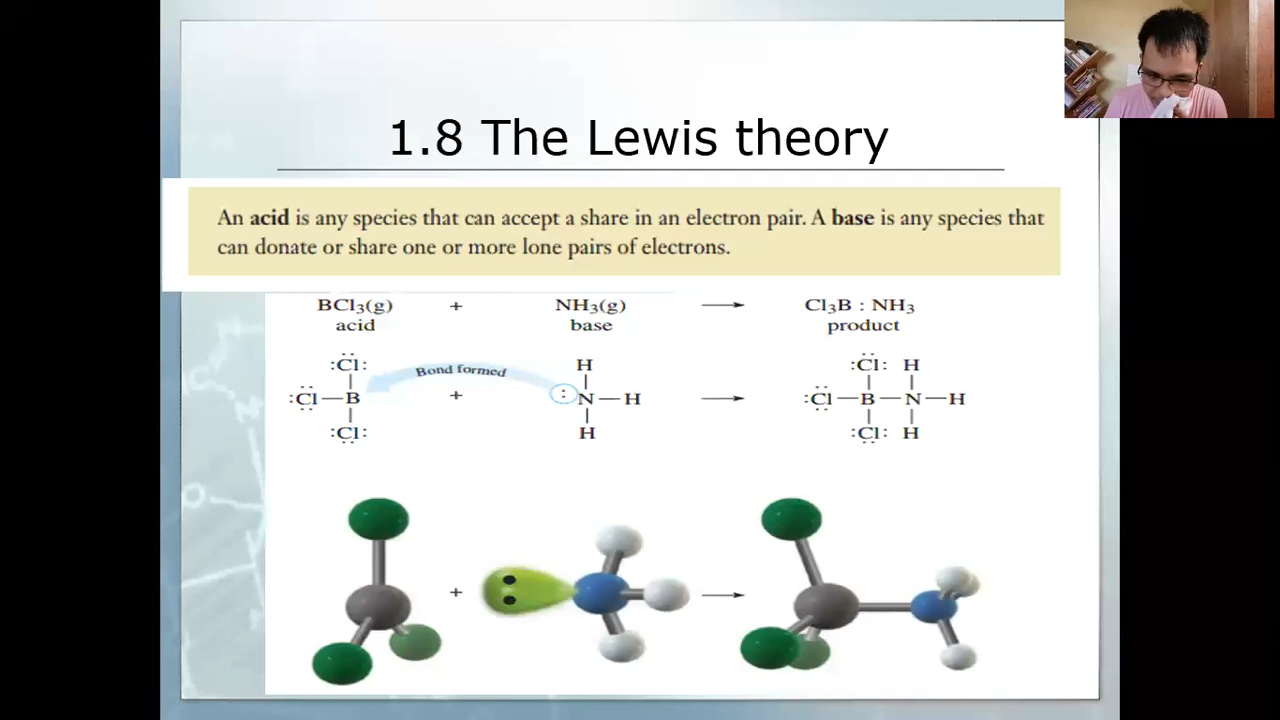 1.8 The Lewis theory
An acid is any species that can accept a share in an electron pair. A base is any species that
can donate or share one or more lone pairs of electrons.
BCl3(g) + NH3(g) ⟶ Cl3B : NH3
acid base product
:Cl: H :Cl: H
Bond formed
:Cl—B + :N—H ⟶ :Cl—B—N—H
:Cl: H :Cl: H
+ ⟶